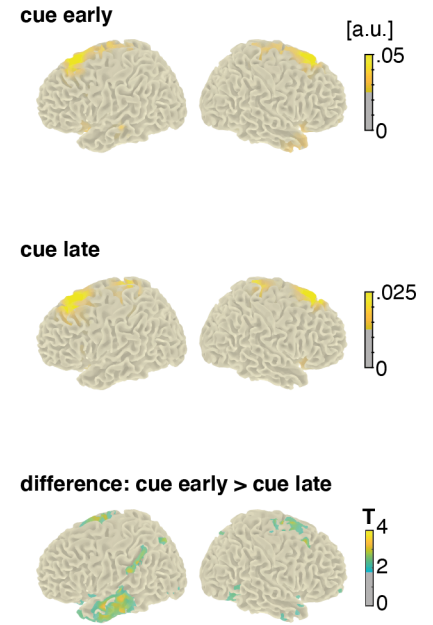 cue early
[a.u.]
.05
0
cue late
.025
0
difference: cue early > cue late
T
4
2
0